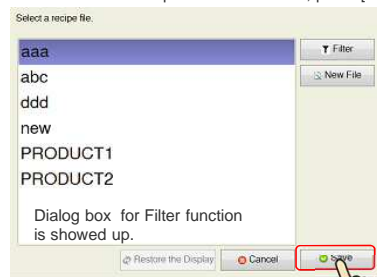 Select a recipe file.
aaa
Filter
abc
New File
ddd
new
PRODUCT1
PRODUCT2
Dialog box for Filter function
is showed up.
Restore the Display
Cancel
Save